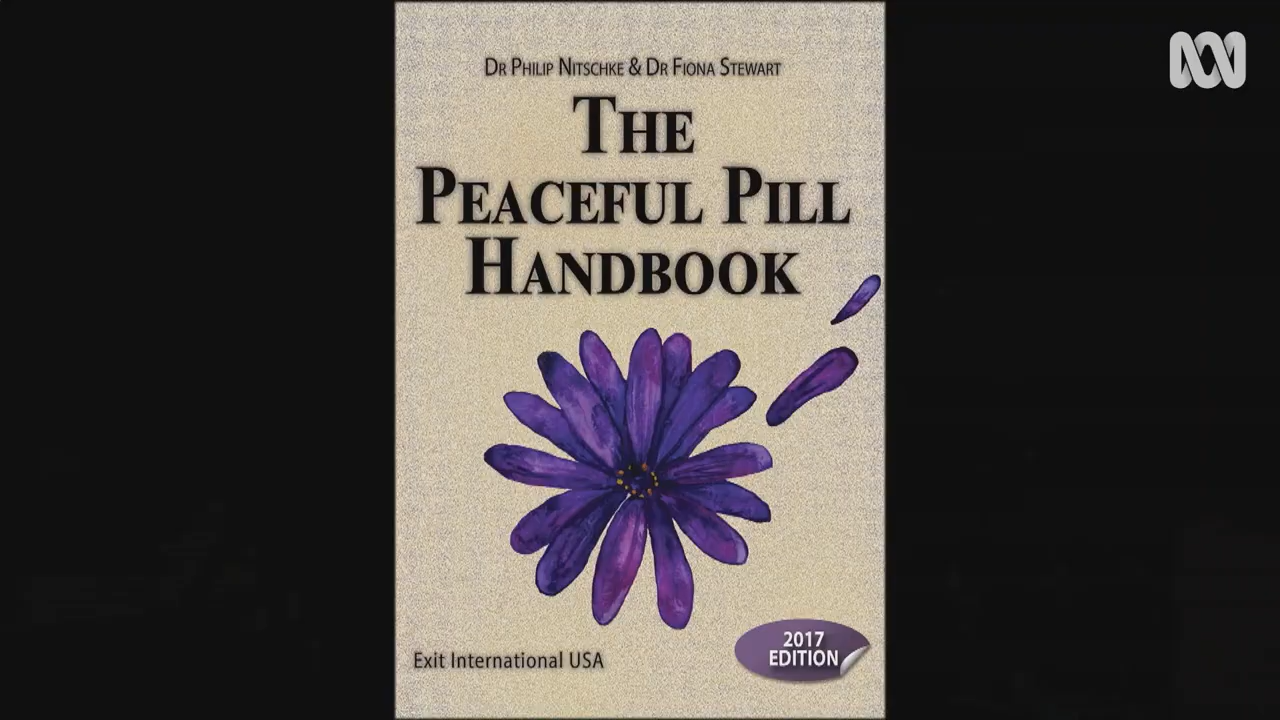 DR PHILIP NITSCHKE & DR FIONA STEWART
THE
PEACEFUL PILL
HANDBOOK
Exit International USA
2017
EDITION